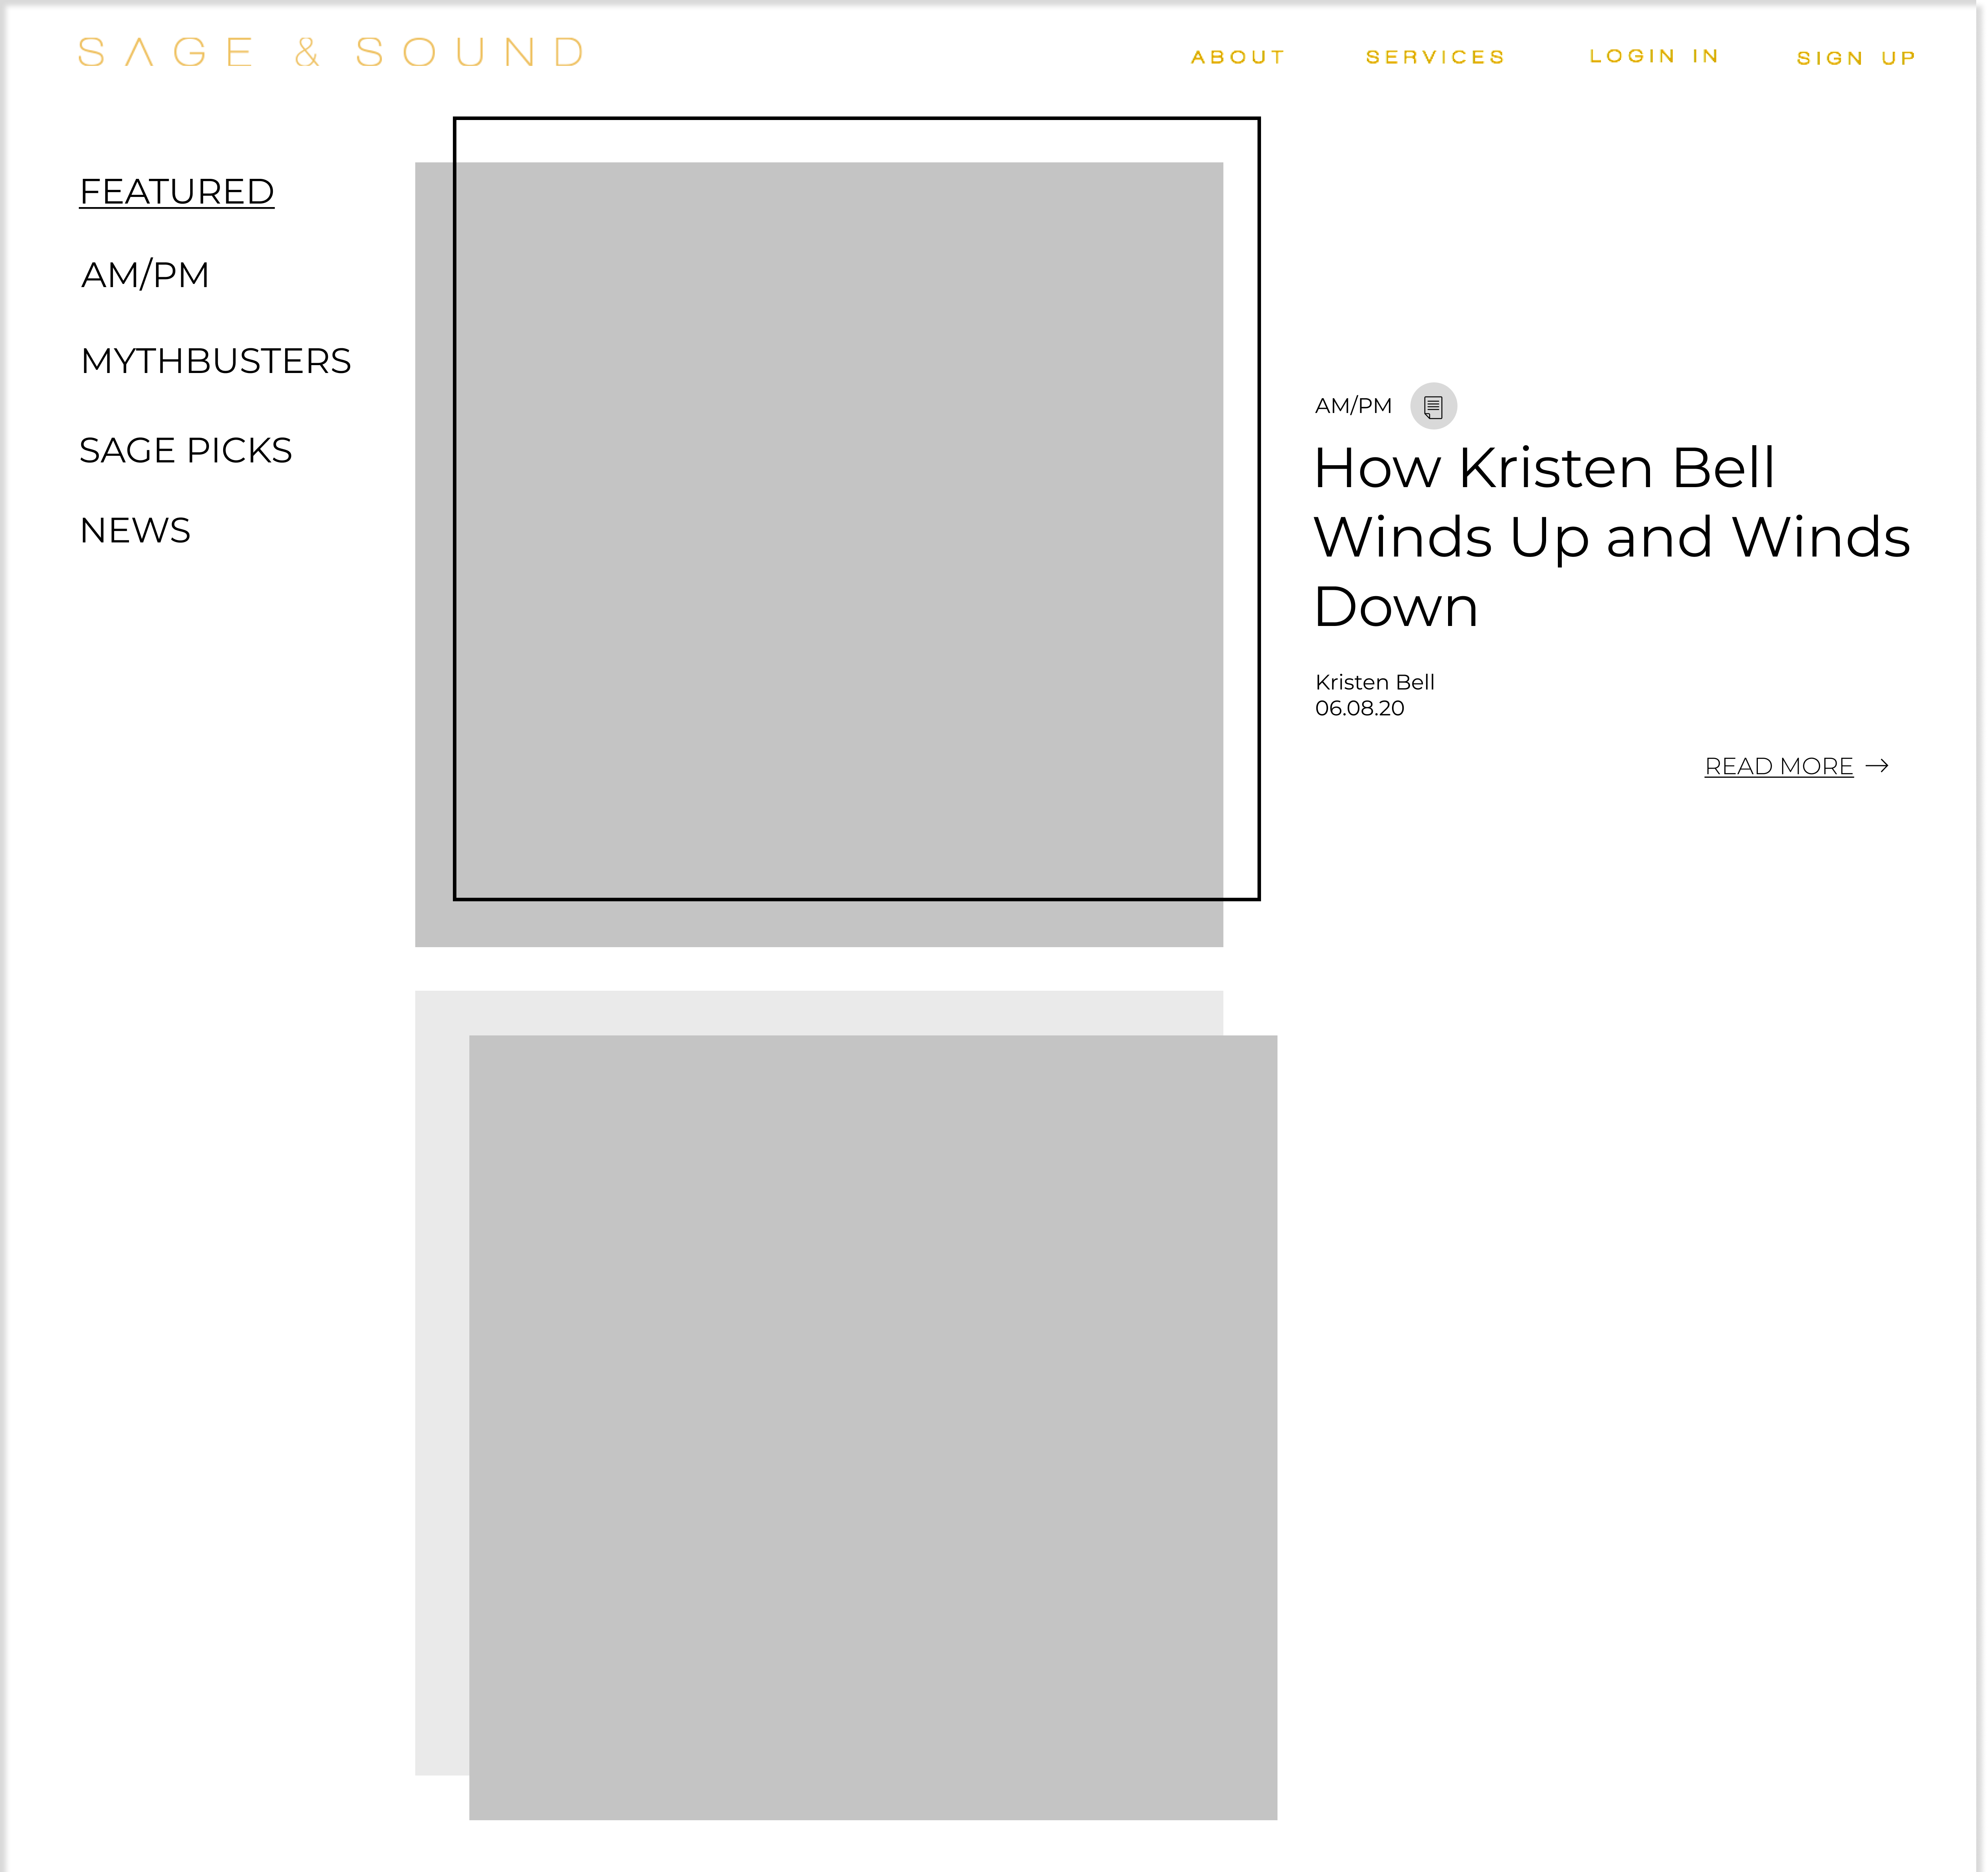 SAGE & SOUND
ABOUT SERVICES LOGIN IN SIGN UP
FEATURED
AM/PM
MYTHBUSTERS
SAGE PICKS
NEWS
AM/PM
How Kristen Bell
Winds Up and Winds
Down
Kristen Bell
06.08.20
READ MORE →